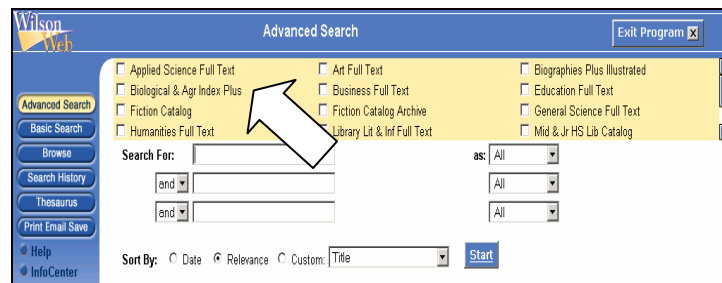 Wilson Web
Advanced Search
Exit Program X
Applied Science Full Text
Art Full Text
Biographies Plus Illustrated
Biological & Agr Index Plus
Business Full Text
Education Full Text
Fiction Catalog
Fiction Catalog Archive
General Science Full Text
Humanities Full Text
Library Lit & Inf Full Text
Mid & Jr HS Lib Catalog
Advanced Search
Basic Search
Browse
Search History
Thesaurus
Print Email Save
Help
InfoCenter
Search For:
as: All
and
All
and
All
Sort By: Date Relevance Custom: Title Start